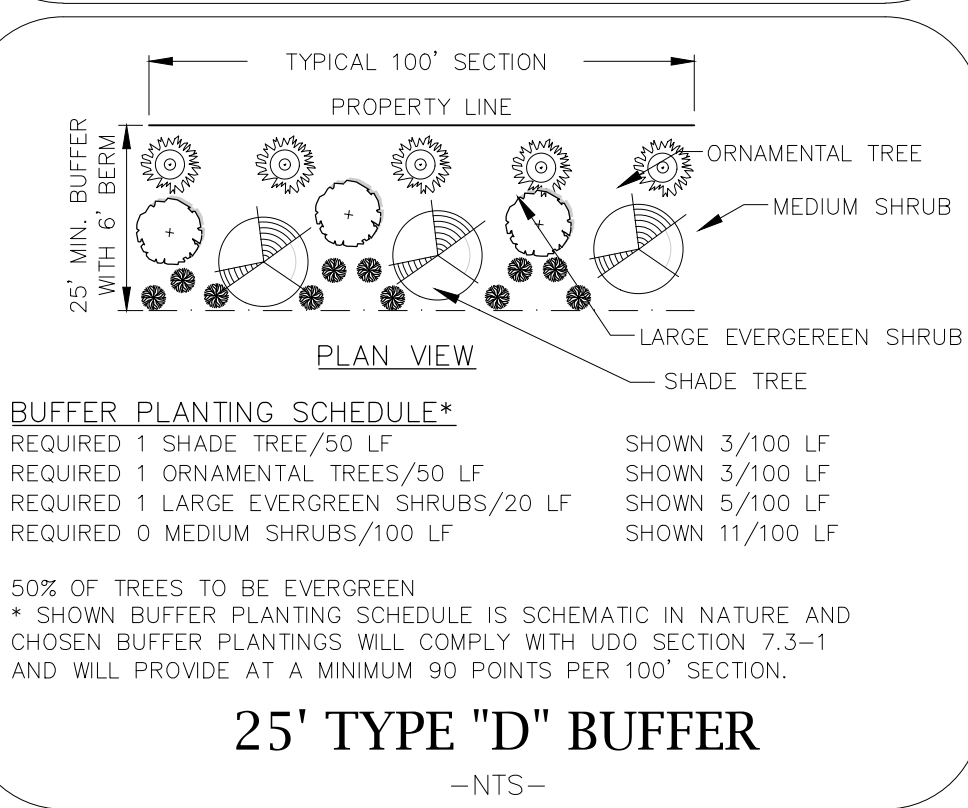 TYPICAL 100' SECTION
PROPERTY LINE
25' MIN. BUFFER
WITH 6' BERM
ORNAMENTAL TREE
MEDIUM SHRUB
LARGE EVERGEREEN SHRUB
SHADE TREE
PLAN VIEW
BUFFER PLANTING SCHEDULE*
REQUIRED 1 SHADE TREE/50 LF SHOWN 3/100 LF
REQUIRED 1 ORNAMENTAL TREES/50 LF SHOWN 3/100 LF
REQUIRED 1 LARGE EVERGREEN SHRUBS/20 LF SHOWN 5/100 LF
REQUIRED 0 MEDIUM SHRUBS/100 LF SHOWN 11/100 LF
50% OF TREES TO BE EVERGREEN
* SHOWN BUFFER PLANTING SCHEDULE IS SCHEMATIC IN NATURE AND
CHOSEN BUFFER PLANTINGS WILL COMPLY WITH UDO SECTION 7.3-1
AND WILL PROVIDE AT A MINIMUM 90 POINTS PER 100' SECTION.
25' TYPE "D" BUFFER
-NTS-